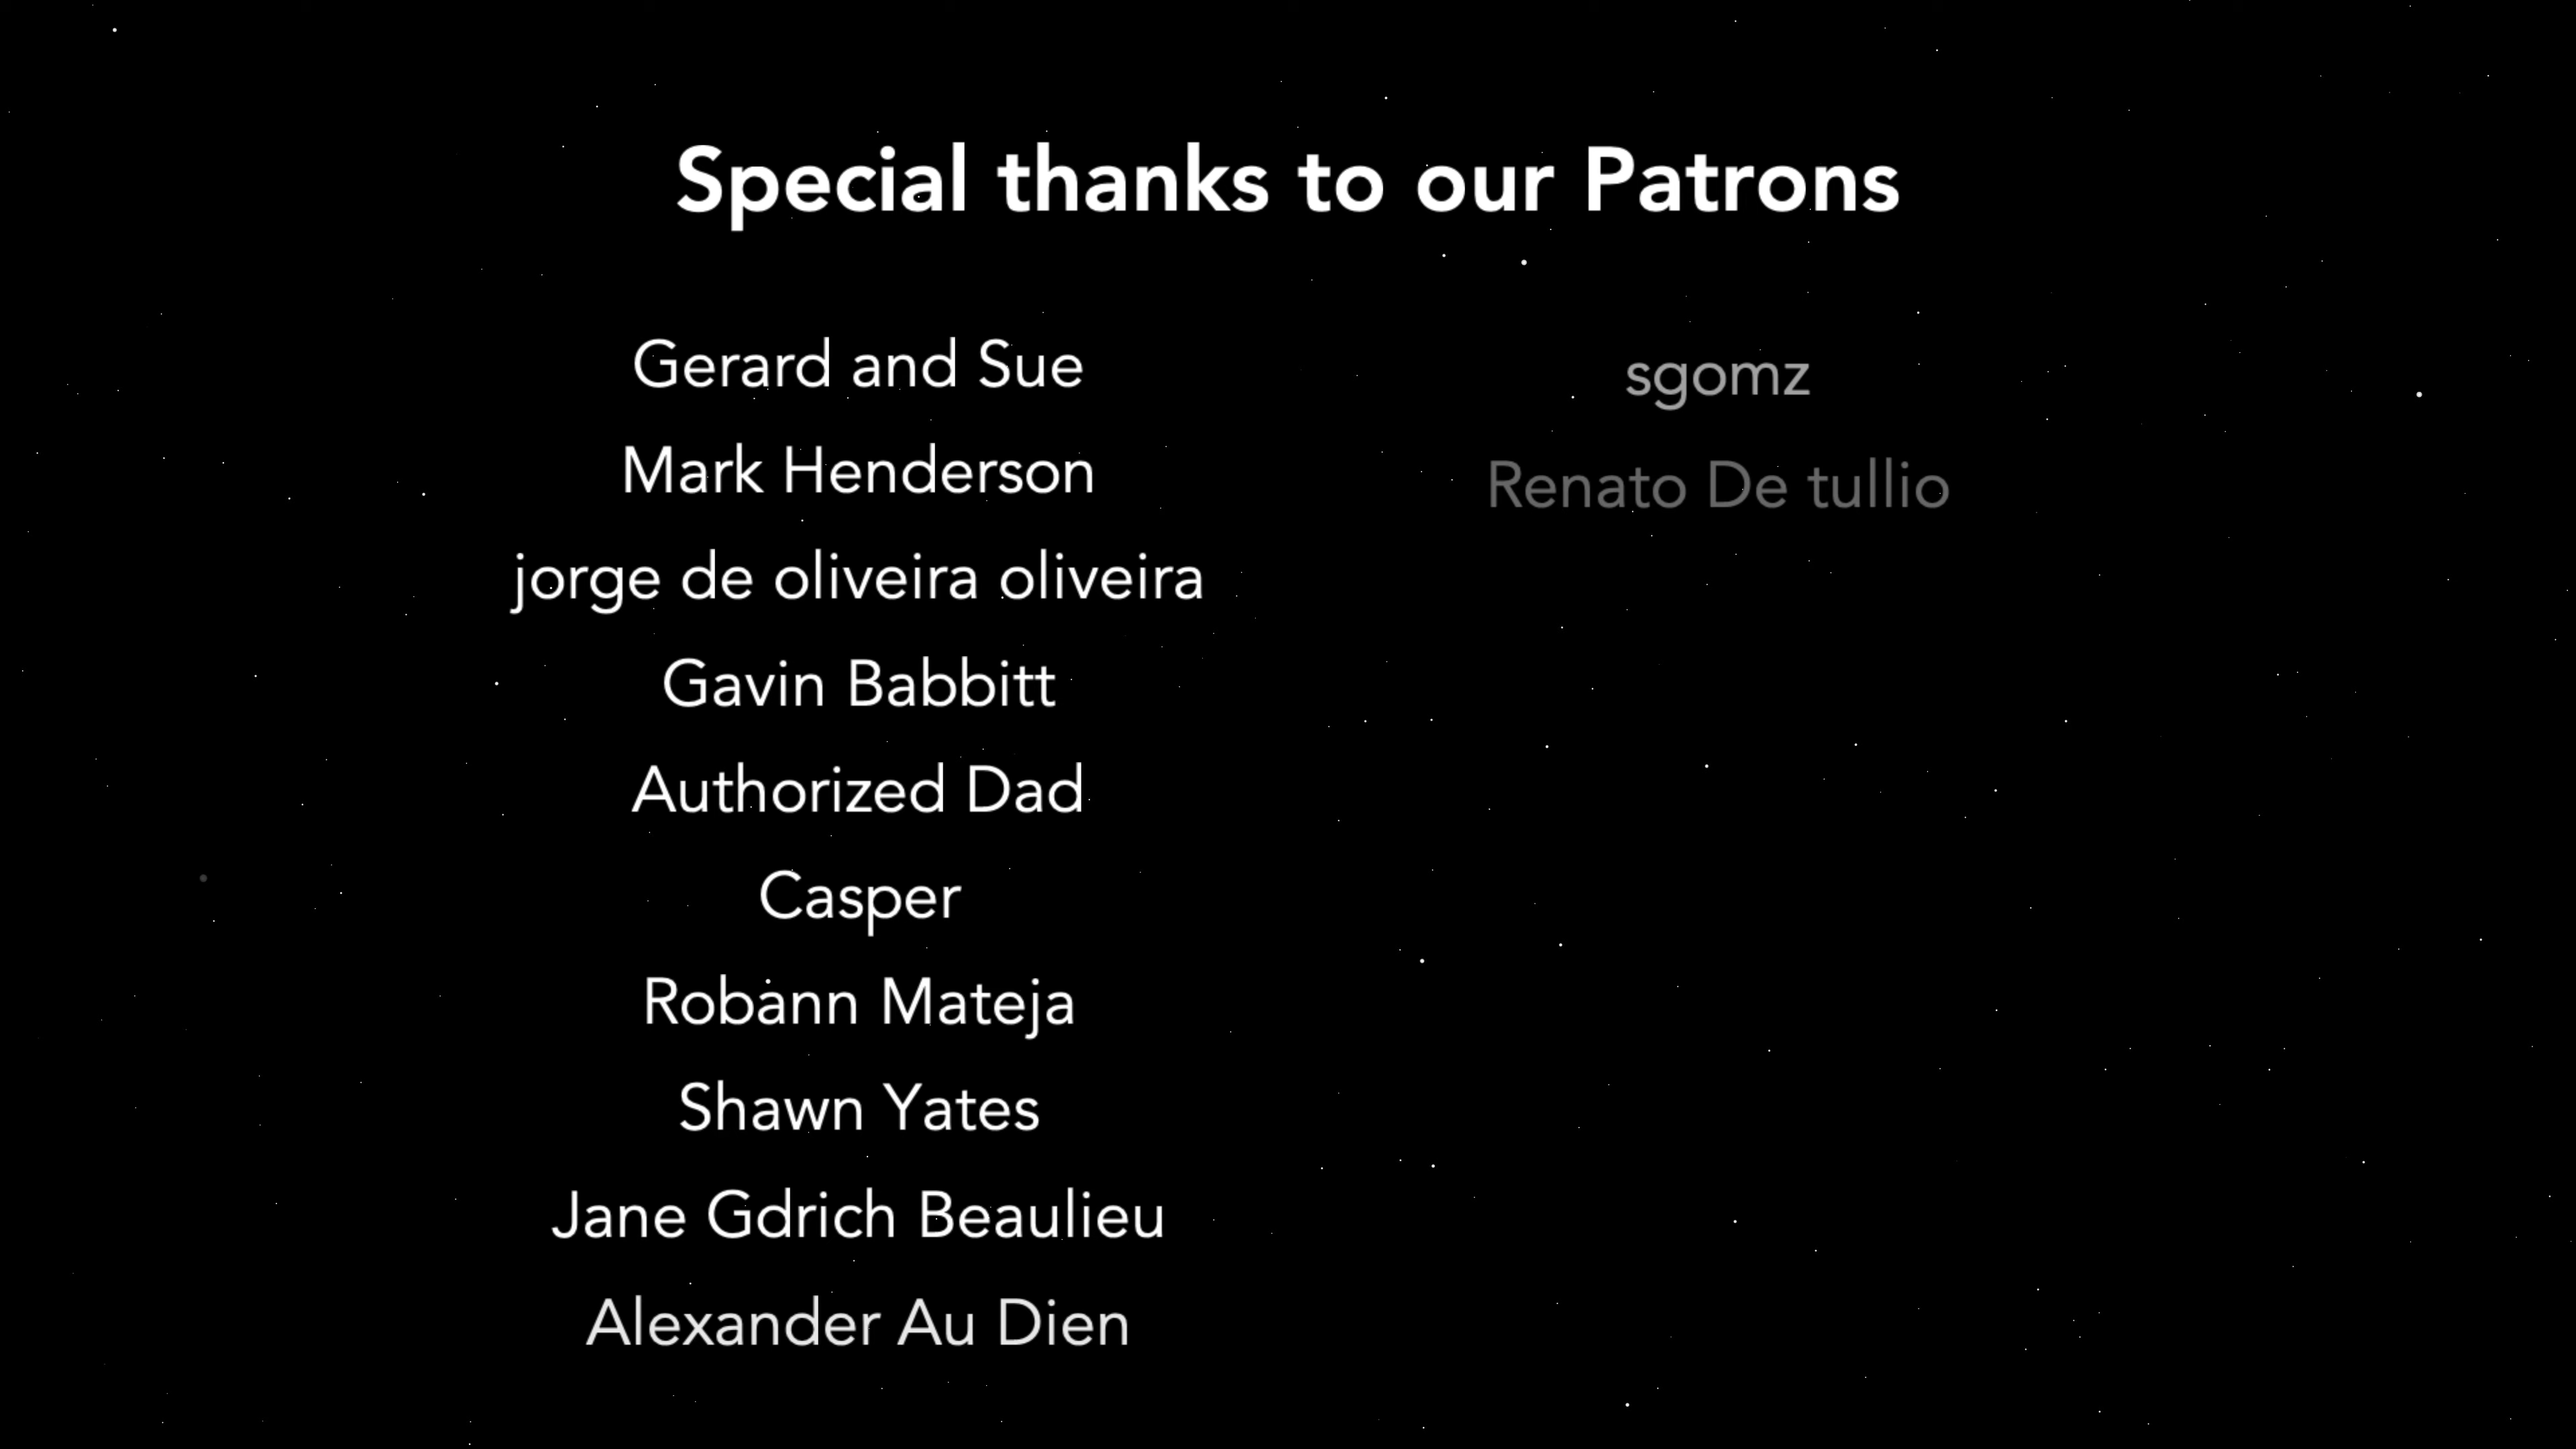 Special thanks to our Patrons
Gerard and Sue
Mark Henderson
jorge de oliveira oliveira
Gavin Babbitt
Authorized Dad
Casper
Robann Mateja
Shawn Yates
Jane Gdrich Beaulieu
Alexander Au Dien
sgomz
Renato De tullio